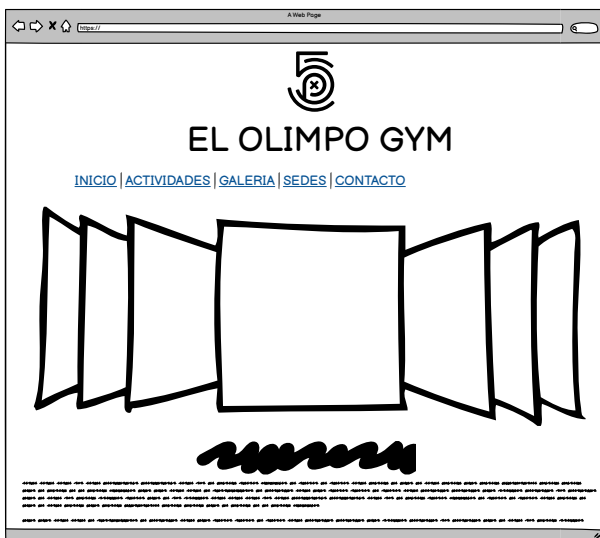 A Web Page
https://
EL OLIMPO GYM
INICIO | ACTIVIDADES | GALERIA | SEDES | CONTACTO